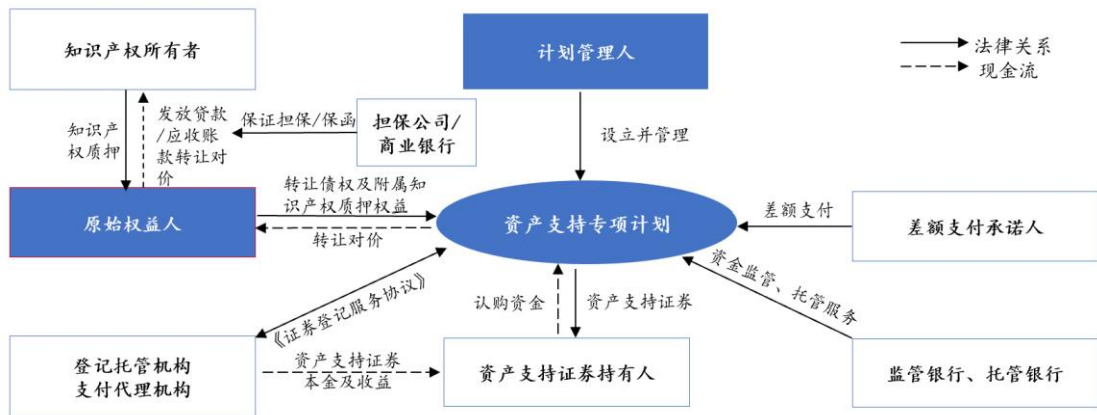 知识产权所有者
计划管理人
法律关系
现金流
知识产
权质押
发放贷款
/应收账
款转让对
价
保证担保/保函
担保公司/
商业银行
设立并管理
原始权益人
转让债权及附属知
识产权质押权益
转让对价
资产支持专项计划
差额支付
差额支付承诺人
《证券登记服务协议》
认购资金
资产支持证券
资金监管、托管服务
登记托管机构
支付代理机构
资产支持证券
本金及收益
资产支持证券持有人
监管银行、托管银行